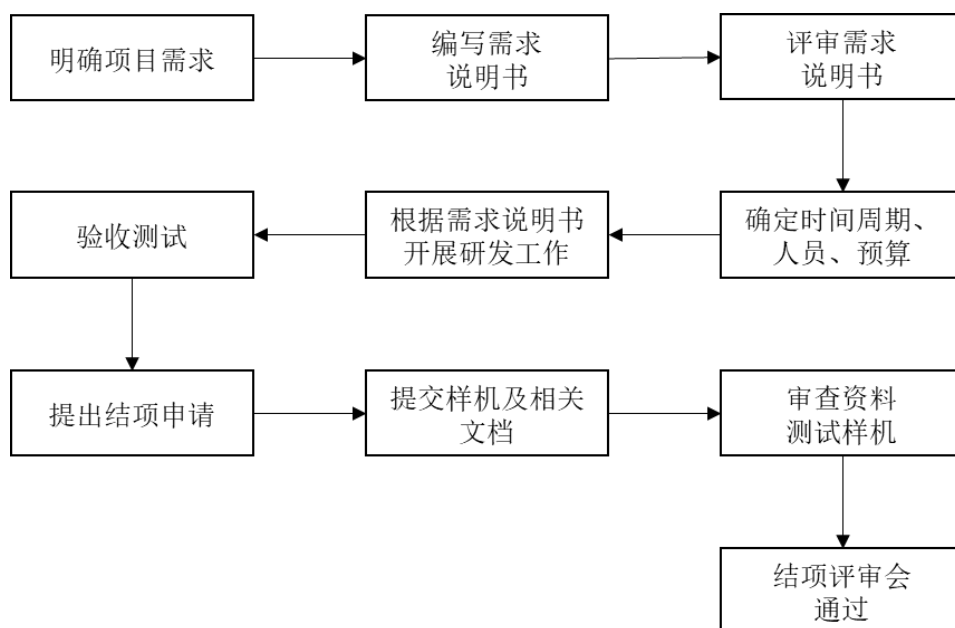 明确项目需求
编写需求
说明书
评审需求
说明书
确定时间周期、
人员、预算
根据需求说明书
开展研发工作
验收测试
提出结项申请
提交样机及相关
文档
审查资料
测试样机
结项评审会
通过